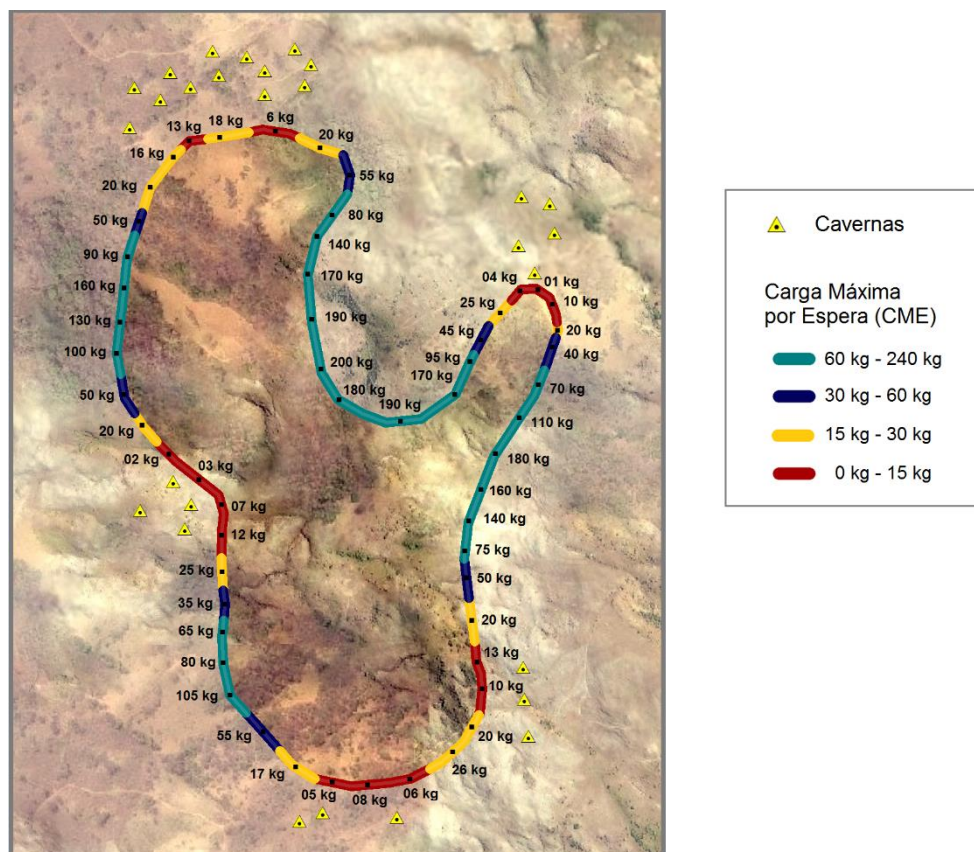 6 kg
18 kg
13 kg
20 kg
16 kg
55 kg
20 kg
80 kg
50 kg
140 kg
90 kg
170 kg
04 kg
01 kg
160 kg
10 kg
25 kg
190 kg
130 kg
20 kg
45 kg
40 kg
100 kg
95 kg
200 kg
170 kg
70 kg
50 kg
180 kg
190 kg
110 kg
20 kg
02 kg
180 kg
03 kg
160 kg
07 kg
140 kg
12 kg
75 kg
25 kg
50 kg
35 kg
20 kg
65 kg
13 kg
80 kg
10 kg
105 kg
55 kg
20 kg
26 kg
17 kg
05 kg
08 kg
06 kg
Cavernas
Carga Máxima
por Espera (CME)
60 kg - 240 kg
30 kg - 60 kg
15 kg - 30 kg
0 kg - 15 kg